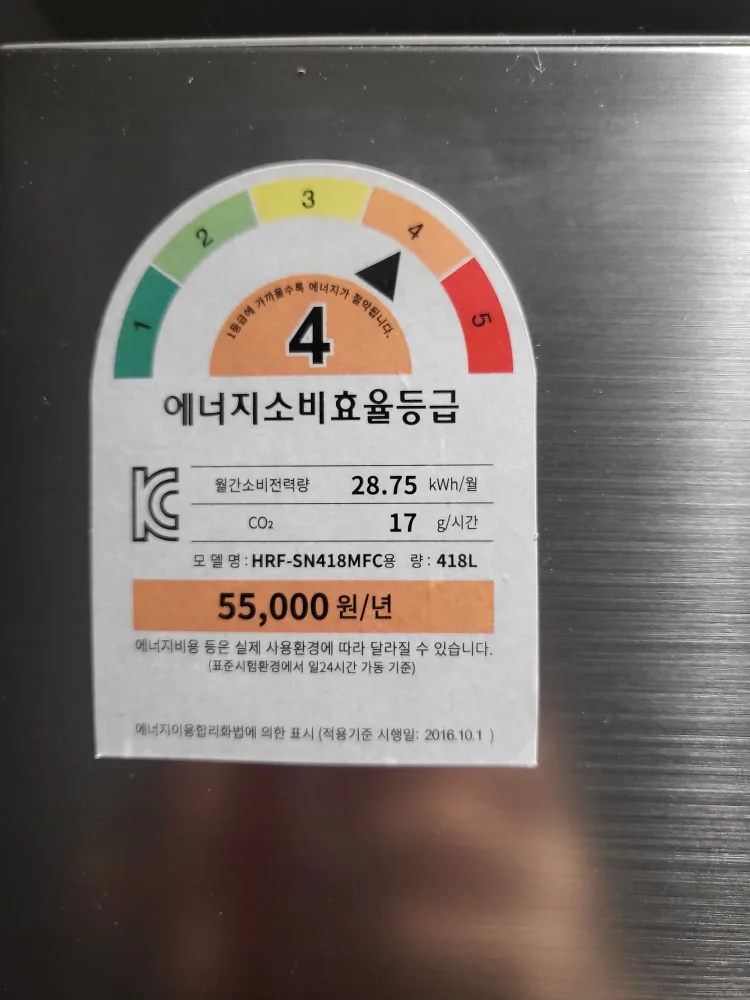 1
2
3
4
5
1등급에 가까울수록 에너지가 절약됩니다.
4
에너지소비효율등급
월간소비전력량 28.75 kWh/월
CO₂ 17 g/시간
모 델 명 : HRF-SN418MFC용 량 : 418L
55,000 원/년
에너지비용 등은 실제 사용환경에 따라 달라질 수 있습니다.
(표준시험환경에서 일24시간 가동 기준)
에너지이용합리화법에 의한 표시 (적용기준 시행일: 2016.10.1 )